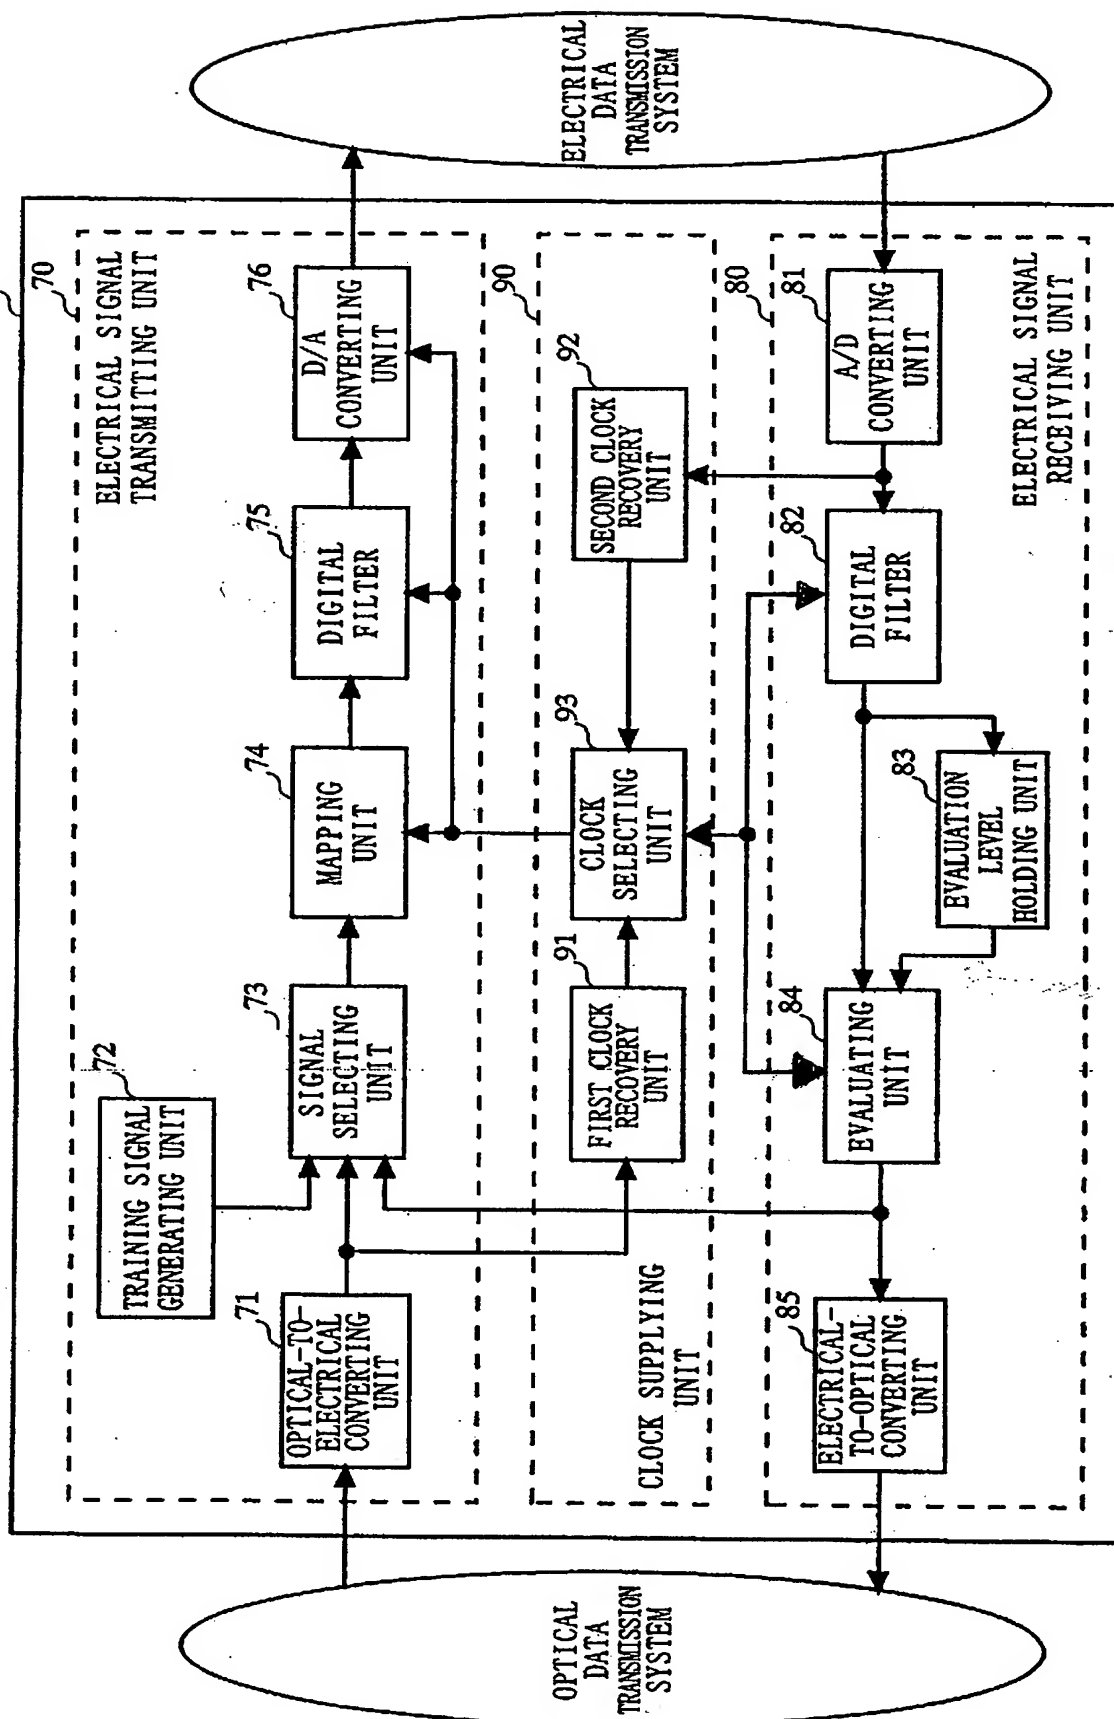 70
ELECTRICAL SIGNAL
TRANSMITTING UNIT
72
TRAINING SIGNAL
GENERATING UNIT
71
OPTICAL-TO-
ELECTRICAL
CONVERTING
UNIT
73
SIGNAL
SELECTING
UNIT
74
MAPPING
UNIT
75
DIGITAL
FILTER
76
D/A
CONVERTING
UNIT
90
CLOCK SUPPLYING
UNIT
91
FIRST CLOCK
RECOVERY
UNIT
93
CLOCK
SELECTING
UNIT
92
SECOND CLOCK
RECOVERY
UNIT
80
ELECTRICAL SIGNAL
RECEIVING UNIT
85
ELECTRICAL-
TO-OPTICAL
CONVERTING
UNIT
84
EVALUATING
UNIT
83
EVALUATION
LEVEL
HOLDING UNIT
82
DIGITAL
FILTER
81
A/D
CONVERTING
UNIT
OPTICAL
DATA
TRANSMISSION
SYSTEM
ELECTRICAL
DATA
TRANSMISSION
SYSTEM